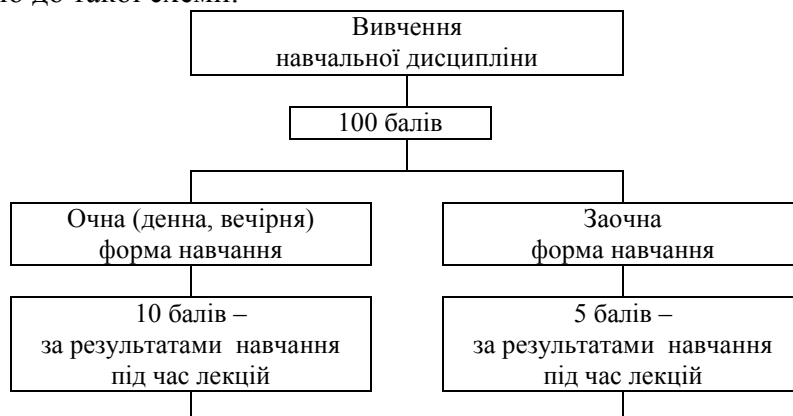 до такої схеми:
Вивчення
навчальної дисципліни
100 балів
Очна (денна, вечірня)
форма навчання
Заочна
форма навчання
10 балів –
за результатами навчання
під час лекцій
5 балів –
за результатами навчання
під час лекцій